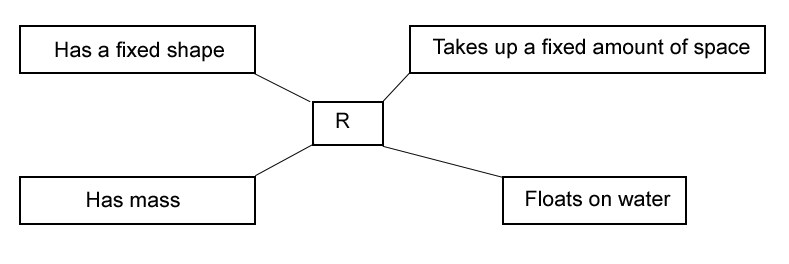 Has a fixed shape
Takes up a fixed amount of space
R
Has mass
Floats on water